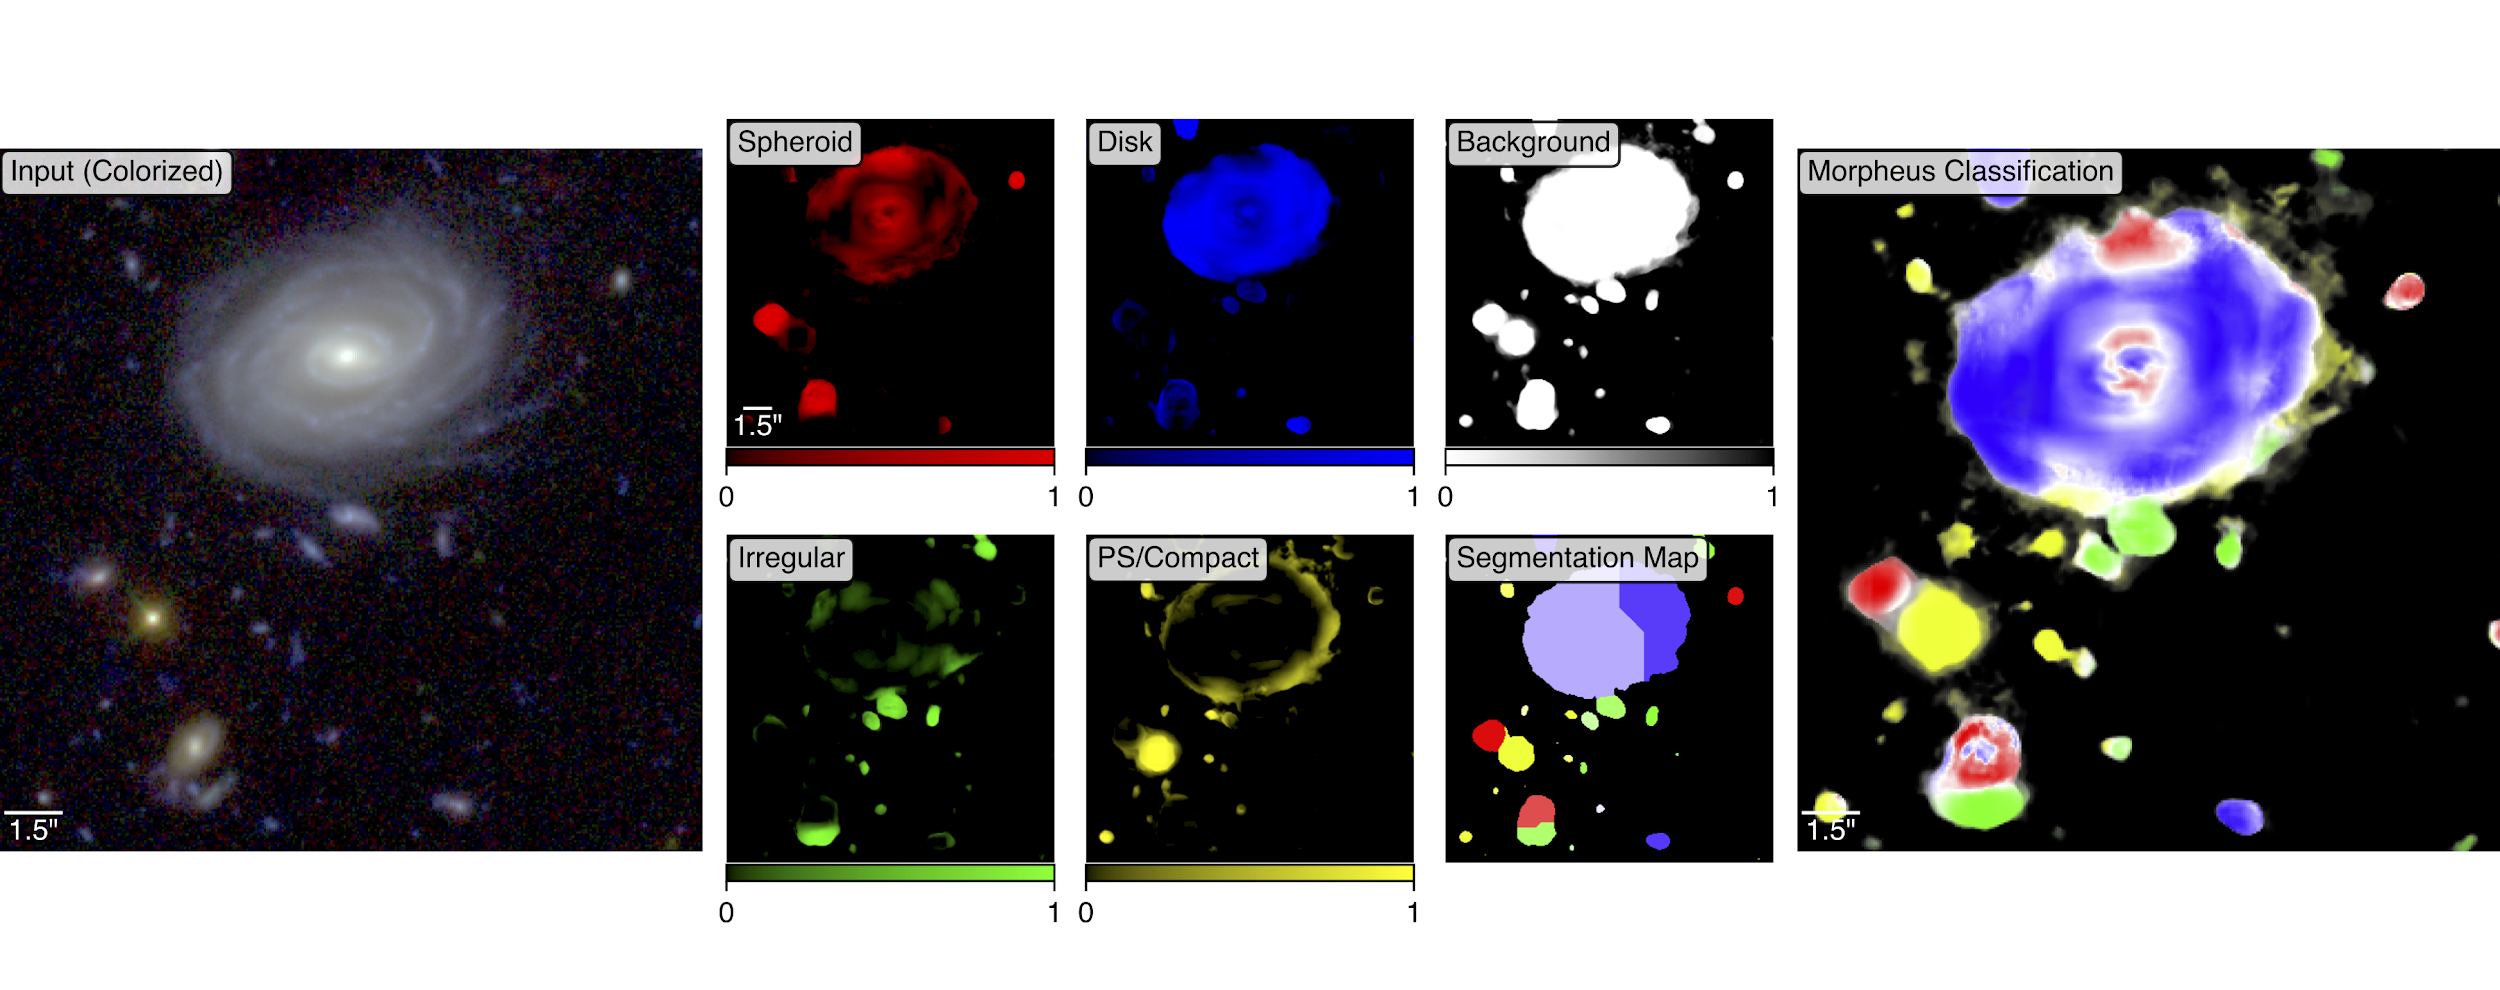 Input (Colorized)
1.5"
Spheroid
1.5"
0 1
Disk
0 1
Background
0 1
Irregular
0 1
PS/Compact
0 1
Segmentation Map
Morpheus Classification
1.5"